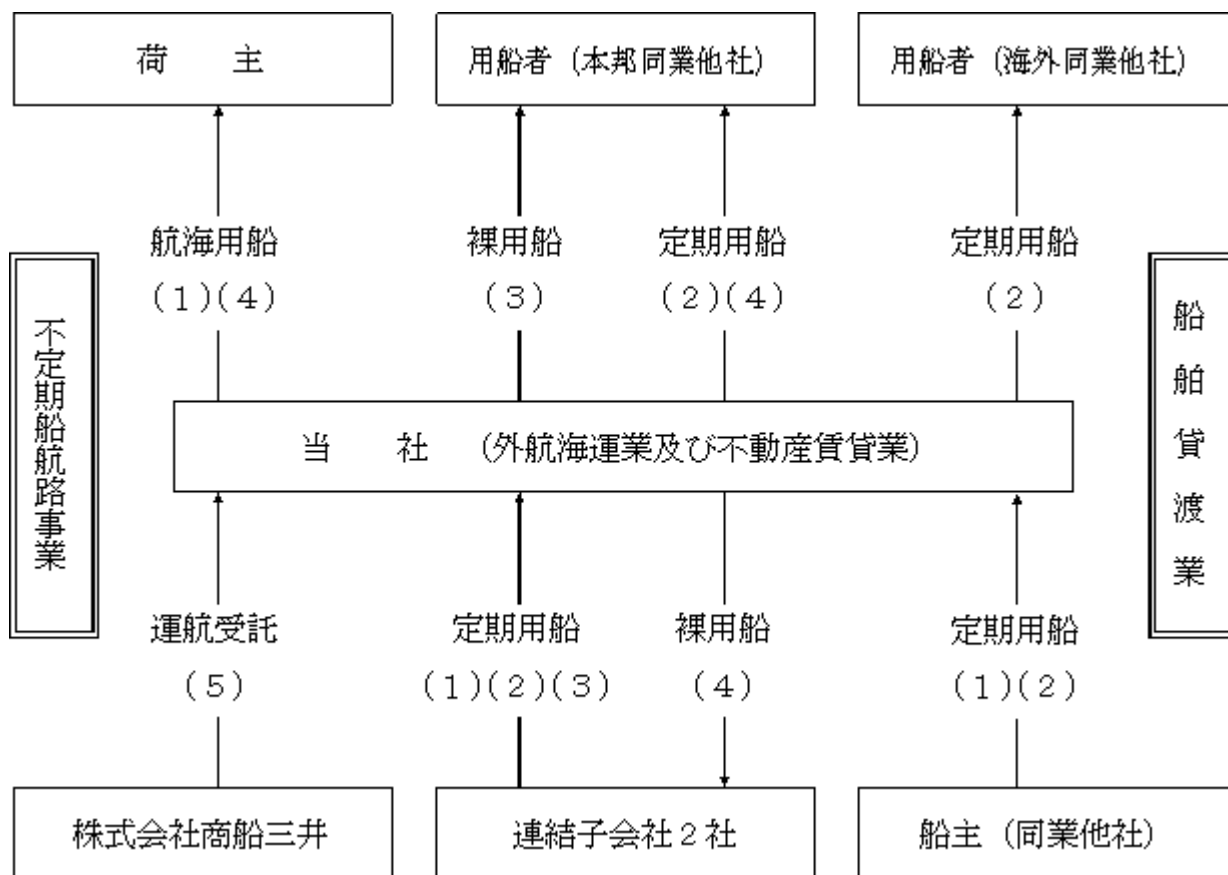 荷　　主
用船者（本邦同業他社）
用船者（海外同業他社）
航海用船
(１)(４)
裸用船
(３)
定期用船
(２)(４)
定期用船
(２)
不定期船航路事業
船舶貸渡業
当　　社　（外航海運業及び不動産賃貸業）
運航受託
(５)
定期用船
(１)(２)(３)
裸用船
(４)
定期用船
(１)(２)
株式会社商船三井
連結子会社２社
船主（同業他社）